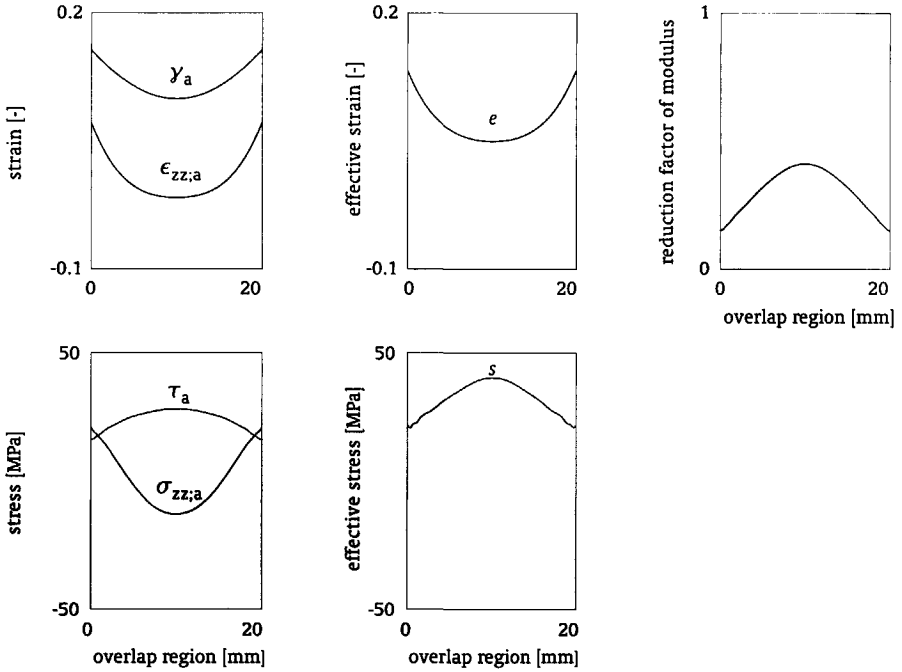 0.2
strain [-]
γa
ϵzz;a
-0.1
0
20
0.2
effective strain [-]
e
-0.1
0
20
1
reduction factor of modulus
0
0
20
overlap region [mm]
50
stress [MPa]
τa
σzz;a
-50
0
20
overlap region [mm]
50
effective stress [MPa]
s
-50
0
20
overlap region [mm]